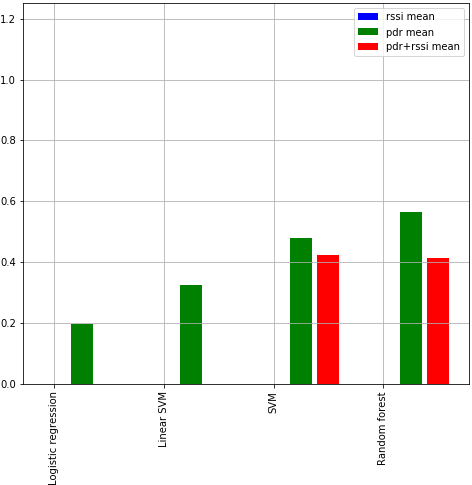 rssi mean
pdr mean
pdr+rssi mean
1.2
1.0
0.8
0.6
0.4
0.2
0.0
Logistic regression
Linear SVM
SVM
Random forest